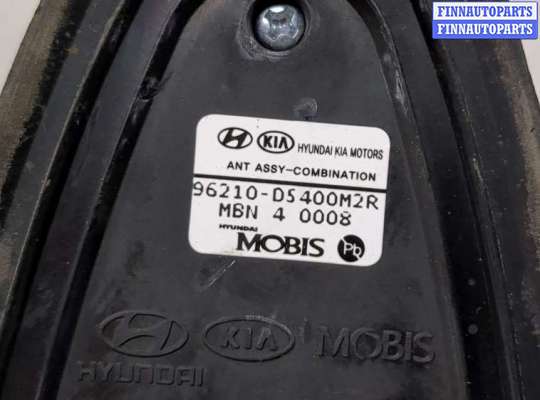 FINNAUTOPARTS
FINNAUTOPARTS
KIA HYUNDAI KIA MOTORS
ANT ASSY-COMBINATION
96210-D5400M2R
MBN 4 0008
HYUNDAI
MOBIS Pb
KIA MOBIS
HYUNDAI